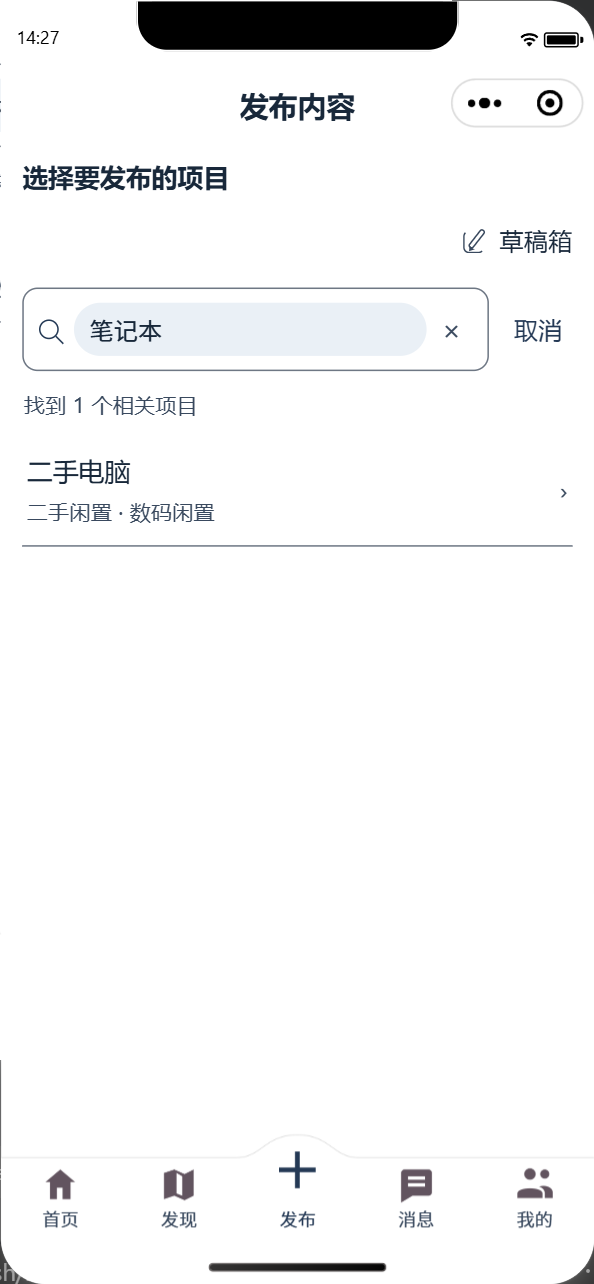 14:27
发布内容
选择要发布的项目
草稿箱
笔记本 × 取消
找到 1 个相关项目
二手电脑
二手闲置 · 数码闲置
›
首页 发现 发布 消息 我的